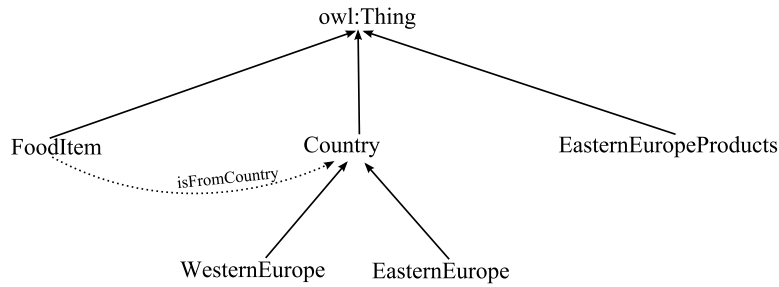 owl:Thing
FoodItem
Country
EasternEuropeProducts
isFromCountry
WesternEurope
EasternEurope